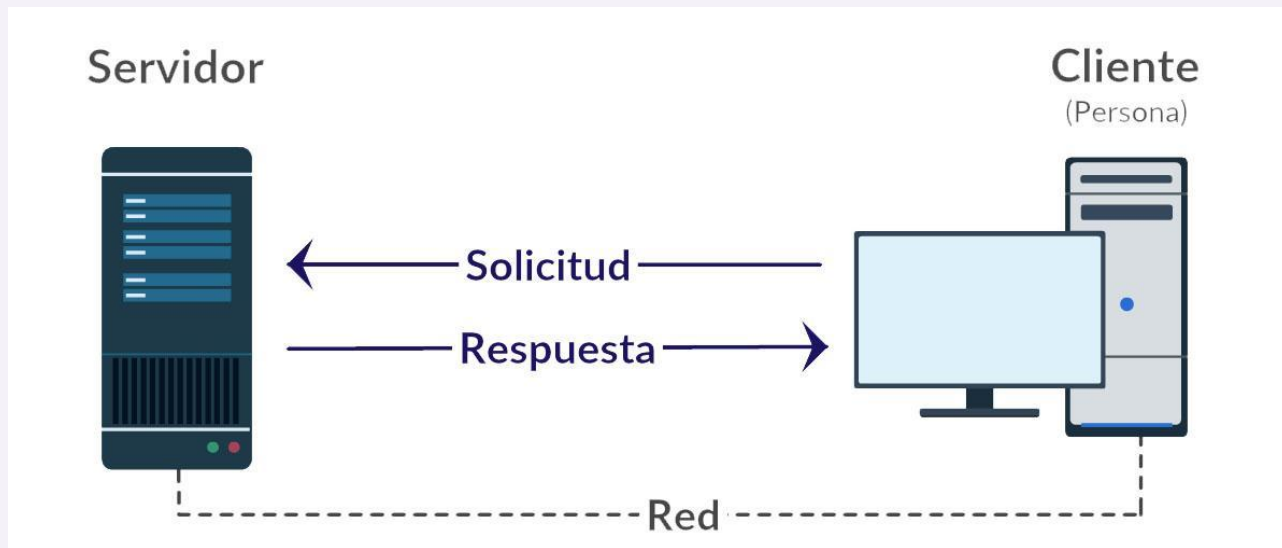 Servidor
Cliente
(Persona)
Solicitud
Respuesta
Red